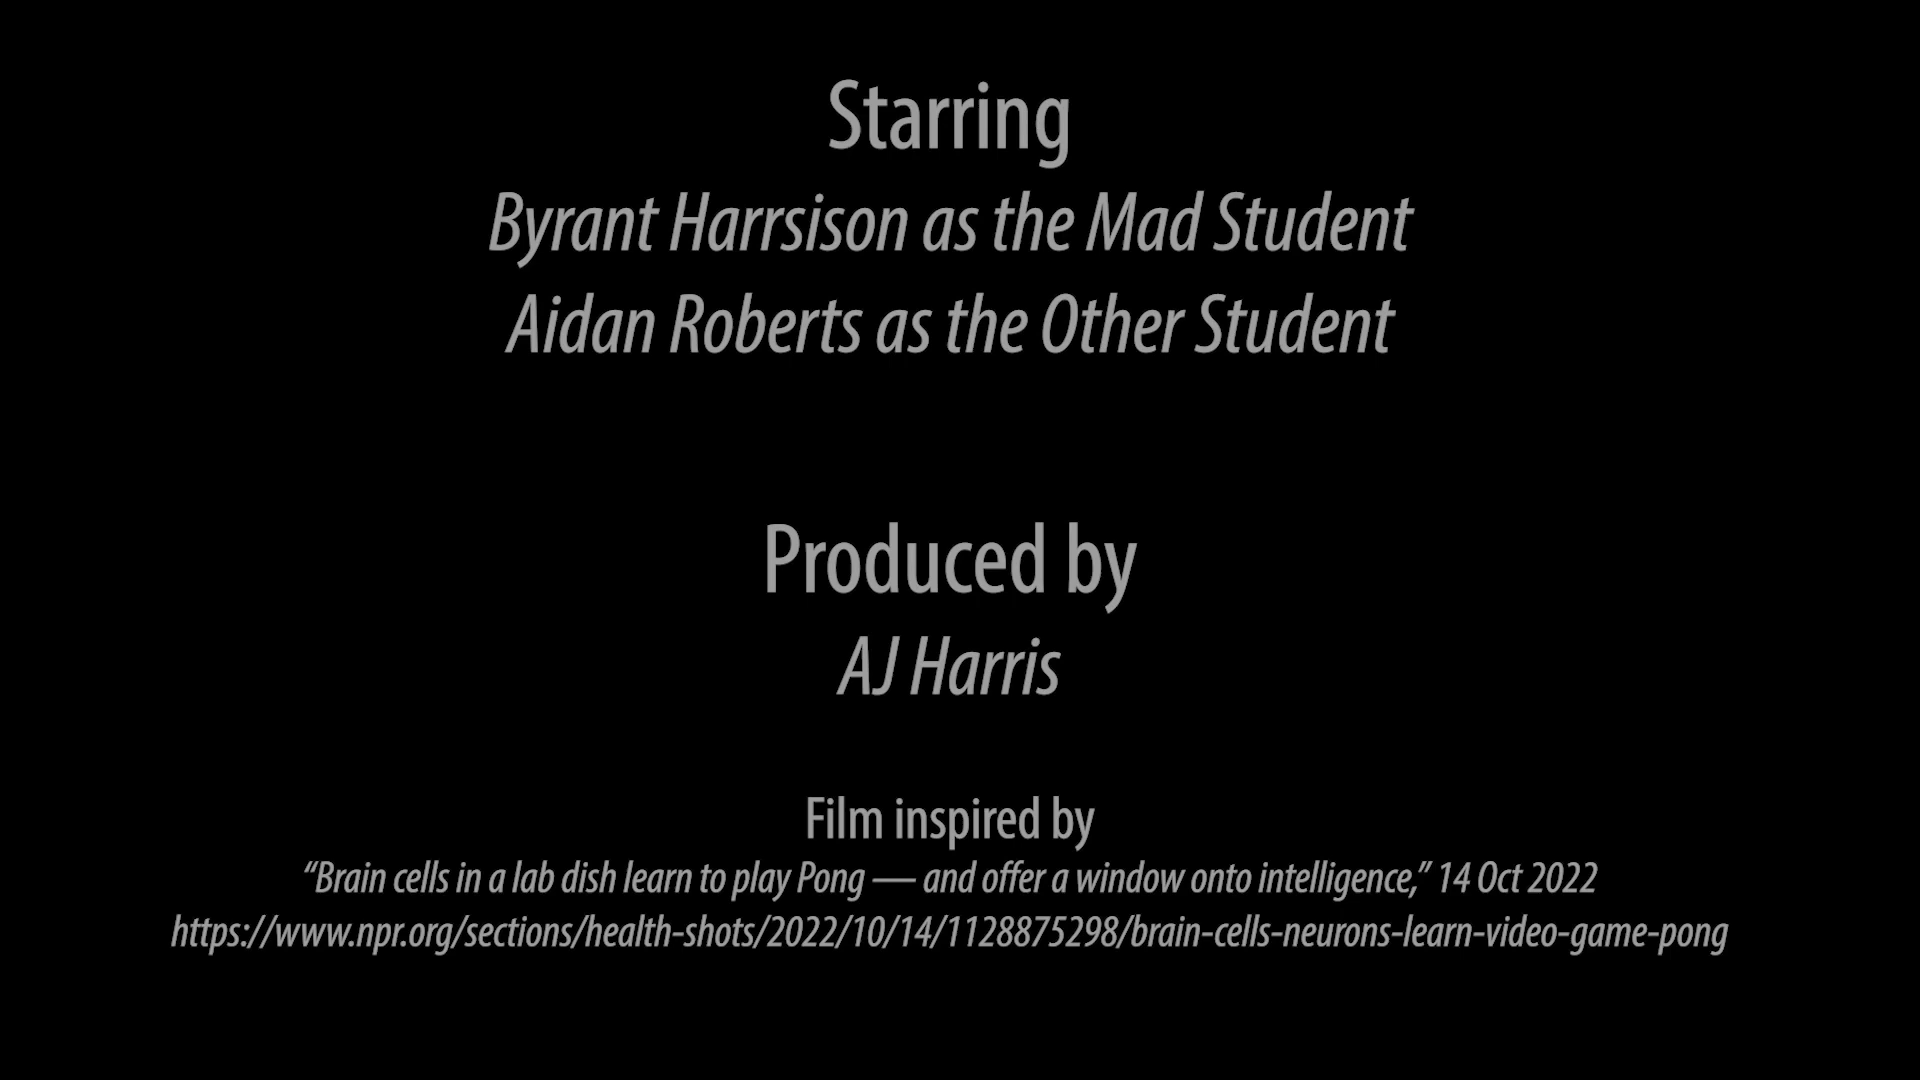 Starring
Byrant Harrsison as the Mad Student
Aidan Roberts as the Other Student
Produced by
AJ Harris
Film inspired by
“Brain cells in a lab dish learn to play Pong — and offer a window onto intelligence,” 14 Oct 2022
https://www.npr.org/sections/health-shots/2022/10/14/1128875298/brain-cells-neurons-learn-video-game-pong